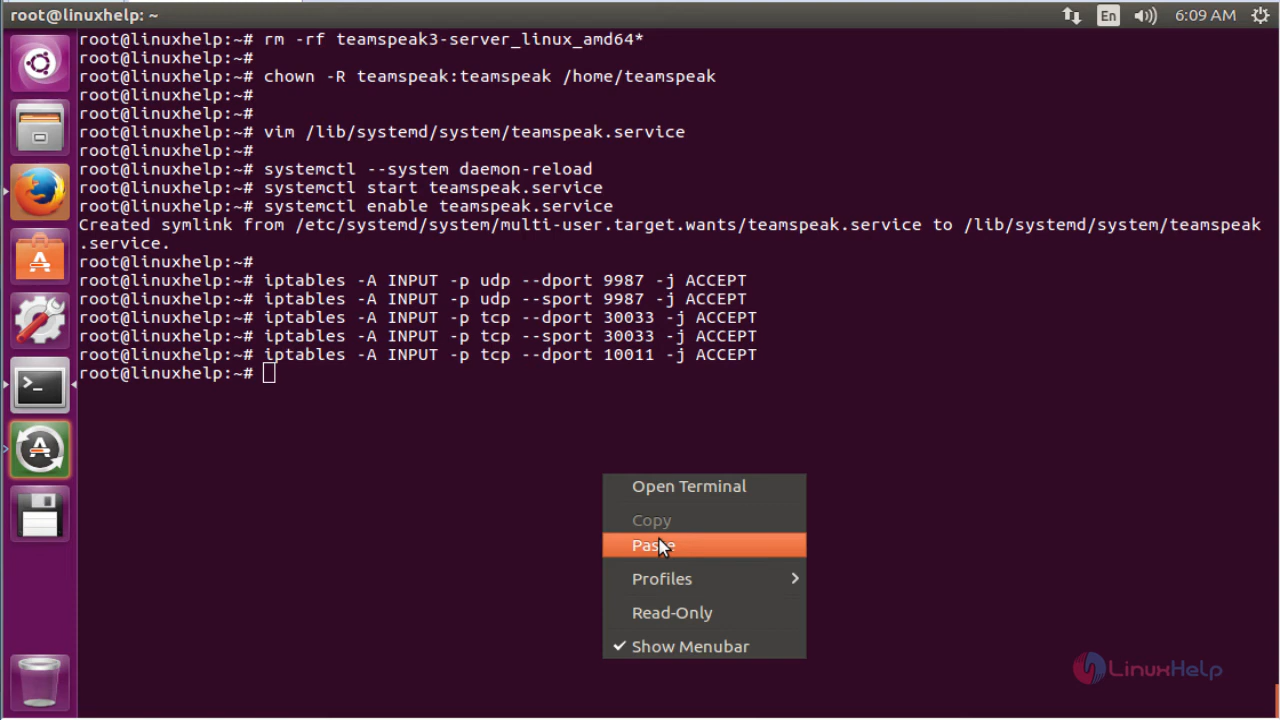 root@linuxhelp: ~
En
6:09 AM
root@linuxhelp:~# rm -rf teamspeak3-server_linux_amd64*
root@linuxhelp:~#
root@linuxhelp:~# chown -R teamspeak:teamspeak /home/teamspeak
root@linuxhelp:~#
root@linuxhelp:~#
root@linuxhelp:~# vim /lib/systemd/system/teamspeak.service
root@linuxhelp:~#
root@linuxhelp:~# systemctl --system daemon-reload
root@linuxhelp:~# systemctl start teamspeak.service
root@linuxhelp:~# systemctl enable teamspeak.service
Created symlink from /etc/systemd/system/multi-user.target.wants/teamspeak.service to /lib/systemd/system/teamspeak
.service.
root@linuxhelp:~#
root@linuxhelp:~# iptables -A INPUT -p udp --dport 9987 -j ACCEPT
root@linuxhelp:~# iptables -A INPUT -p udp --sport 9987 -j ACCEPT
root@linuxhelp:~# iptables -A INPUT -p tcp --dport 30033 -j ACCEPT
root@linuxhelp:~# iptables -A INPUT -p tcp --sport 30033 -j ACCEPT
root@linuxhelp:~# iptables -A INPUT -p tcp --dport 10011 -j ACCEPT
root@linuxhelp:~#
Open Terminal
Copy
Paste
Profiles
Read-Only
Show Menubar
LinuxHelp